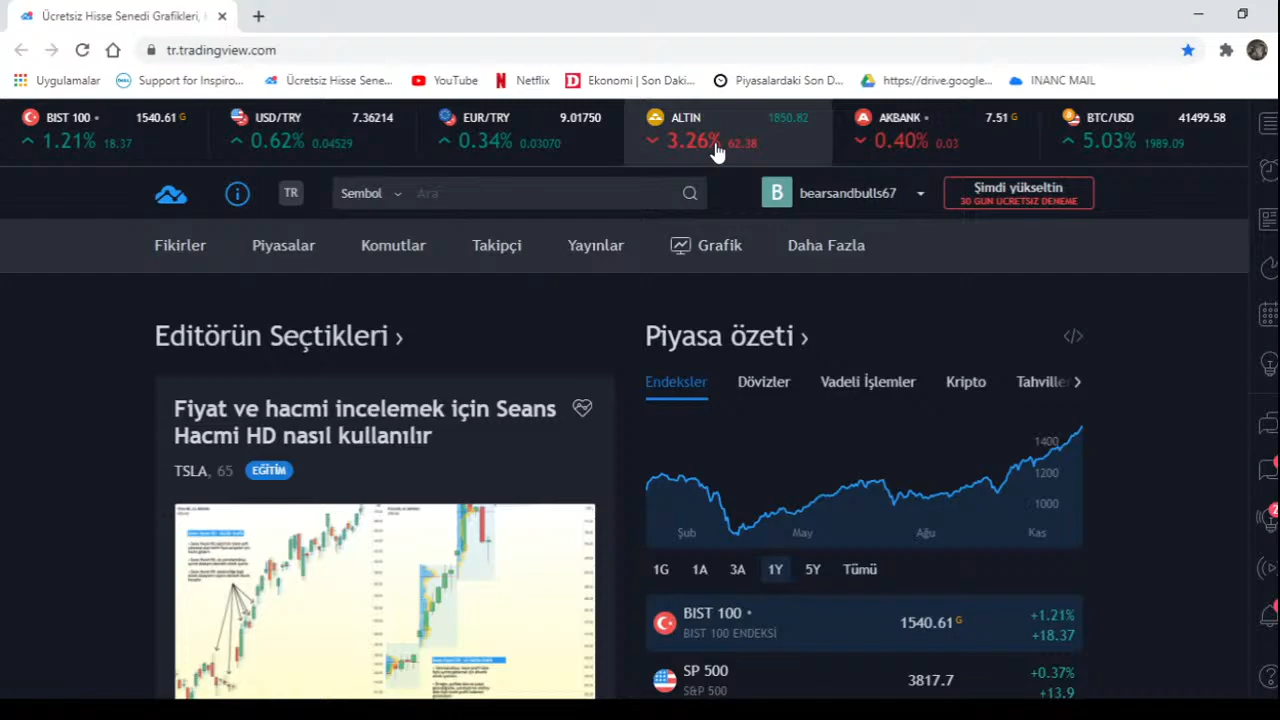 Ücretsiz Hisse Senedi Grafikleri,
tr.tradingview.com
Uygulamalar Support for Inspiro... Ücretsiz Hisse Sene... YouTube Netflix Ekonomi | Son Daki... Piyasalardaki Son D... https://drive.google... INANC MAIL
BIST 100 1540.61 G USD/TRY 7.36214 EUR/TRY 9.01750 ALTIN 1850.82 AKBANK 7.51 G BTC/USD 41499.58
1.21% 18.37 0.62% 0.04529 0.34% 0.03070 3.26% 62.38 0.40% 0.03 5.03% 1989.09
TR Sembol Ara B bearsandbulls67 Şimdi yükseltin
30 GÜN ÜCRETSİZ DENEME
Fikirler Piyasalar Komutlar Takipçi Yayınlar Grafik Daha Fazla
Editörün Seçtikleri ›
Fiyat ve hacmi incelemek için Seans
Hacmi HD nasıl kullanılır
TSLA, 65 EĞİTİM
Piyasa özeti ›
Endeksler Dövizler Vadeli İşlemler Kripto Tahviller
1400
1200
1000
Şub May Ağu Kas
1G 1A 3A 1Y 5Y Tümü
BIST 100 1540.61 G +1.21%
BIST 100 ENDEKSİ +18.37
SP 500 3817.7 +0.37%
S&P 500 +13.9